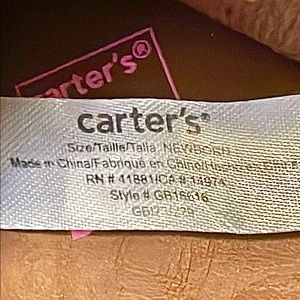 carter's®
carter's®
Size/Taille/Talla NEWBORN
Made in China/Fabriqué en Chine/Hecho en China
RN # 41881/CA # 14974
Style # GB16616